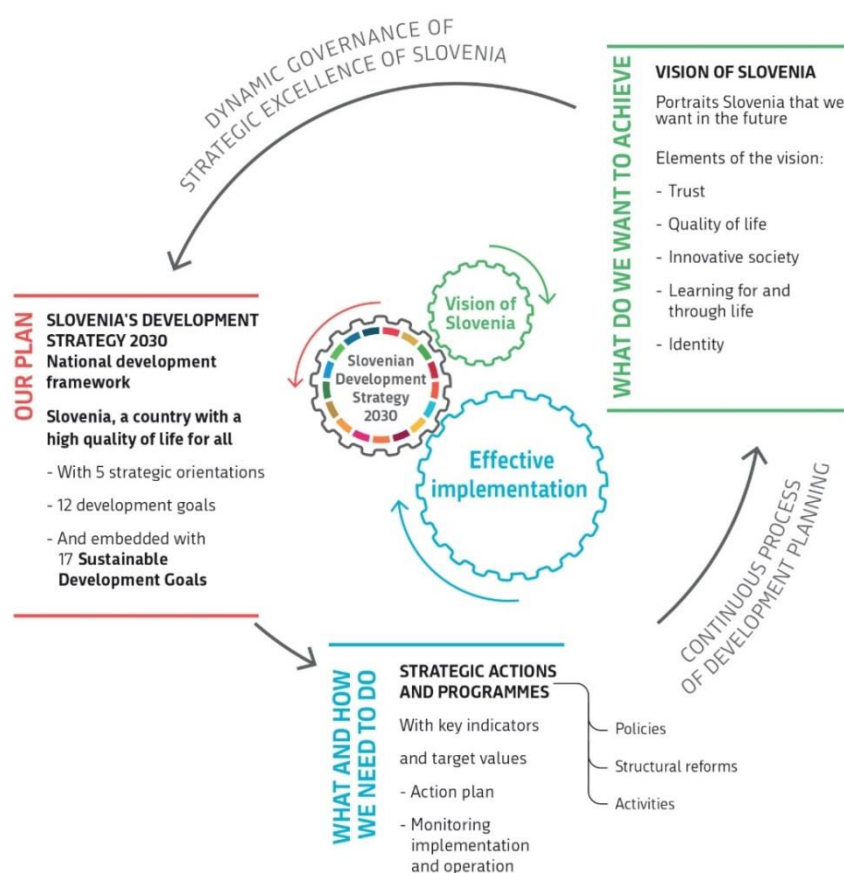 DYNAMIC GOVERNANCE OF
STRATEGIC EXCELLENCE OF SLOVENIA
WHAT DO WE WANT TO ACHIEVE
VISION OF SLOVENIA
Portraits Slovenia that we
want in the future
Elements of the vision:
- Trust
- Quality of life
- Innovative society
- Learning for and
through life
- Identity
Vision of
Slovenia
Slovenian
Development
Strategy
2030
Effective
implementation
OUR PLAN
SLOVENIA'S DEVELOPMENT
STRATEGY 2030
National development
framework
Slovenia, a country with a
high quality of life for all
- With 5 strategic orientations
- 12 development goals
- And embedded with
17 Sustainable
Development Goals
CONTINUOUS PROCESS
OF DEVELOPMENT PLANNING
WHAT AND HOW
WE NEED TO DO
STRATEGIC ACTIONS
AND PROGRAMMES
With key indicators
and target values
- Action plan
- Monitoring
implementation
and operation
Policies
Structural reforms
Activities